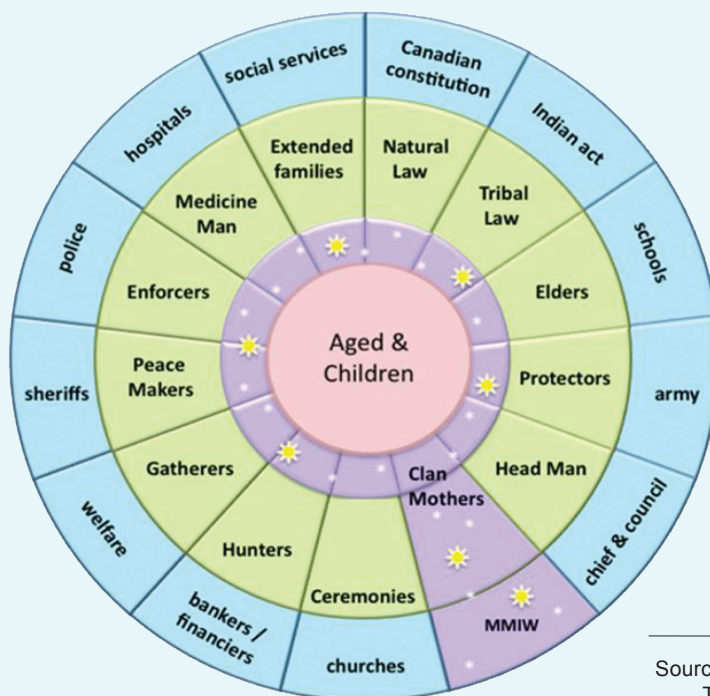 social services
Canadian
constitution
Indian act
schools
army
chief & council
MMIW
churches
bankers /
financiers
welfare
sheriffs
police
hospitals
Extended
families
Natural
Law
Tribal
Law
Elders
Protectors
Head Man
Clan
Mothers
Ceremonies
Hunters
Gatherers
Peace
Makers
Enforcers
Medicine
Man
Aged &
Children
Sourc
T